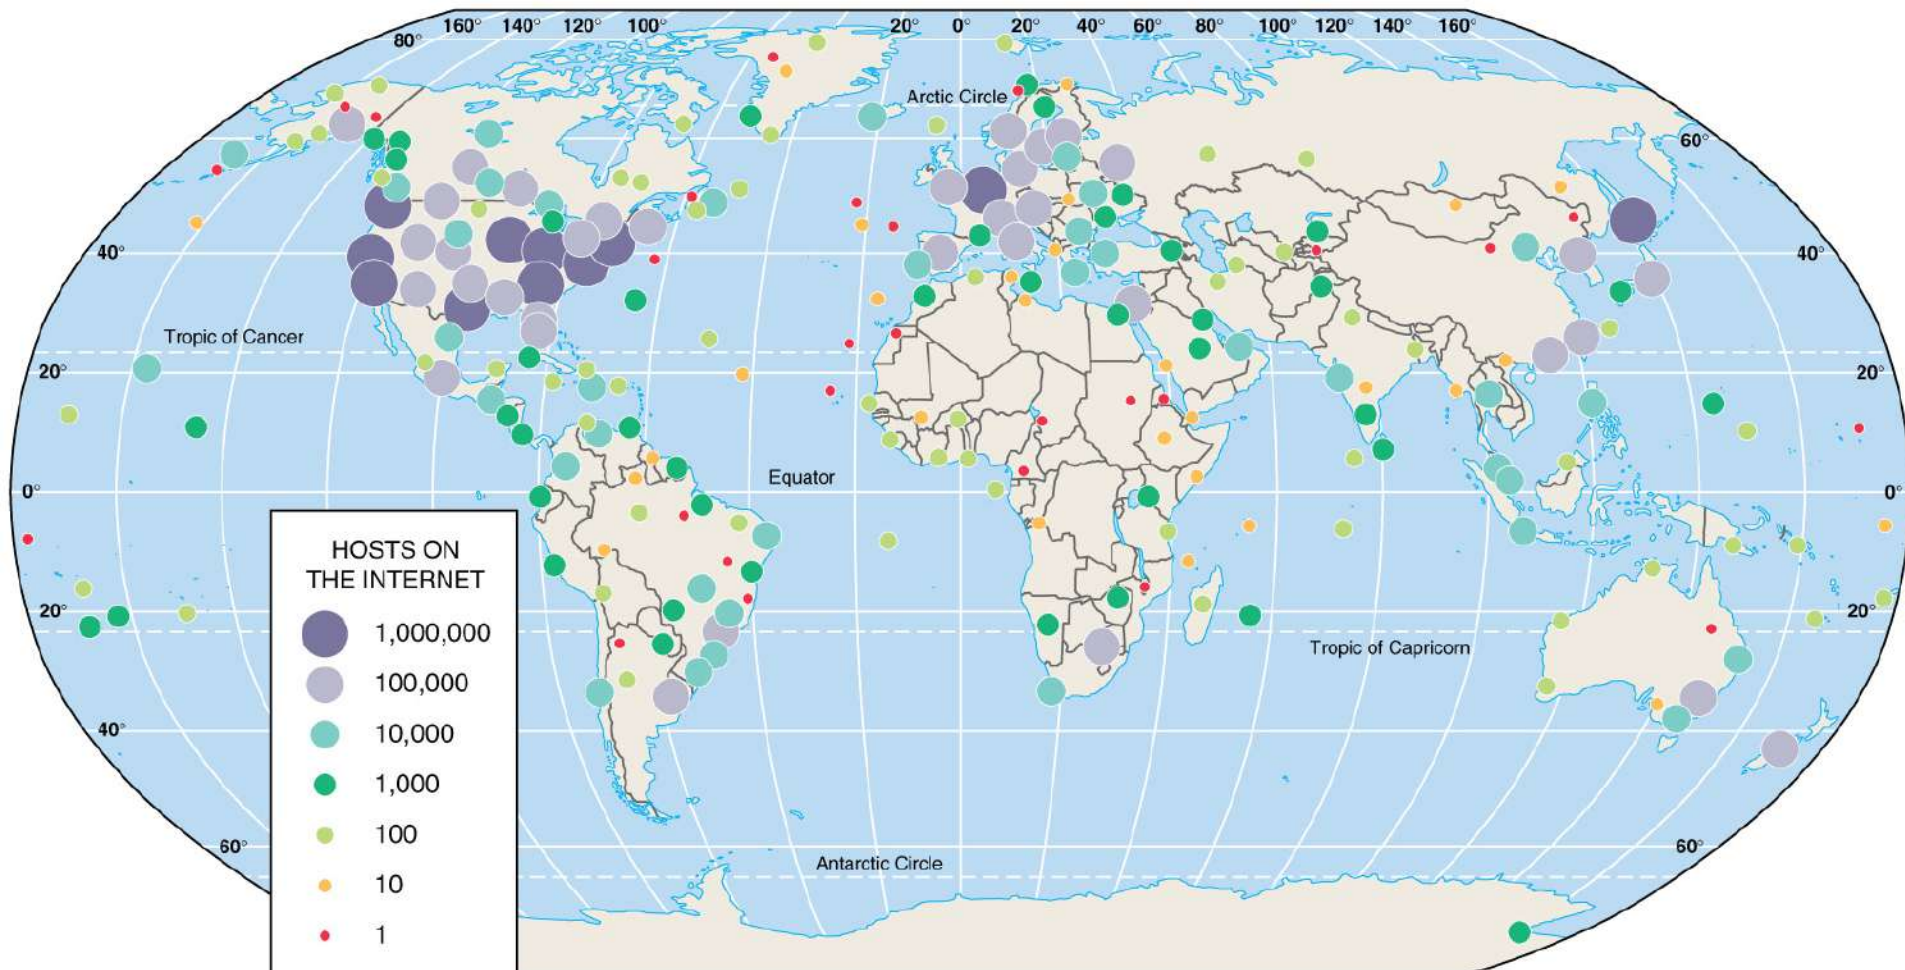 160° 140° 120° 100° 20° 0° 20° 40° 60° 80° 100° 120° 140° 160°
80°
Arctic Circle
60° 60°
40° 40°
Tropic of Cancer
20° 20°
Equator
0° 0°
HOSTS ON
THE INTERNET
1,000,000
100,000
10,000
1,000
100
10
1
20° 20°
Tropic of Capricorn
40° 40°
60° 60°
Antarctic Circle